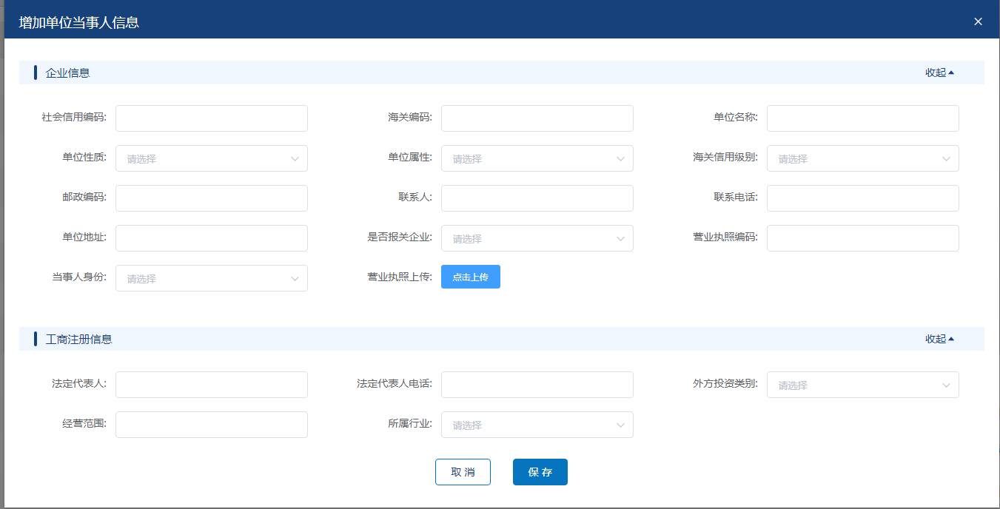 增加单位当事人信息
企业信息 收起
社会信用编码: 海关编码: 单位名称:
单位性质: 请选择 单位属性: 请选择 海关信用级别: 请选择
邮政编码: 联系人: 联系电话:
单位地址: 是否报关企业: 请选择 营业执照编码:
当事人身份: 请选择 营业执照上传: 点击上传
工商注册信息 收起
法定代表人: 法定代表人电话: 外方投资类别: 请选择
经营范围: 所属行业: 请选择
取 消 保 存